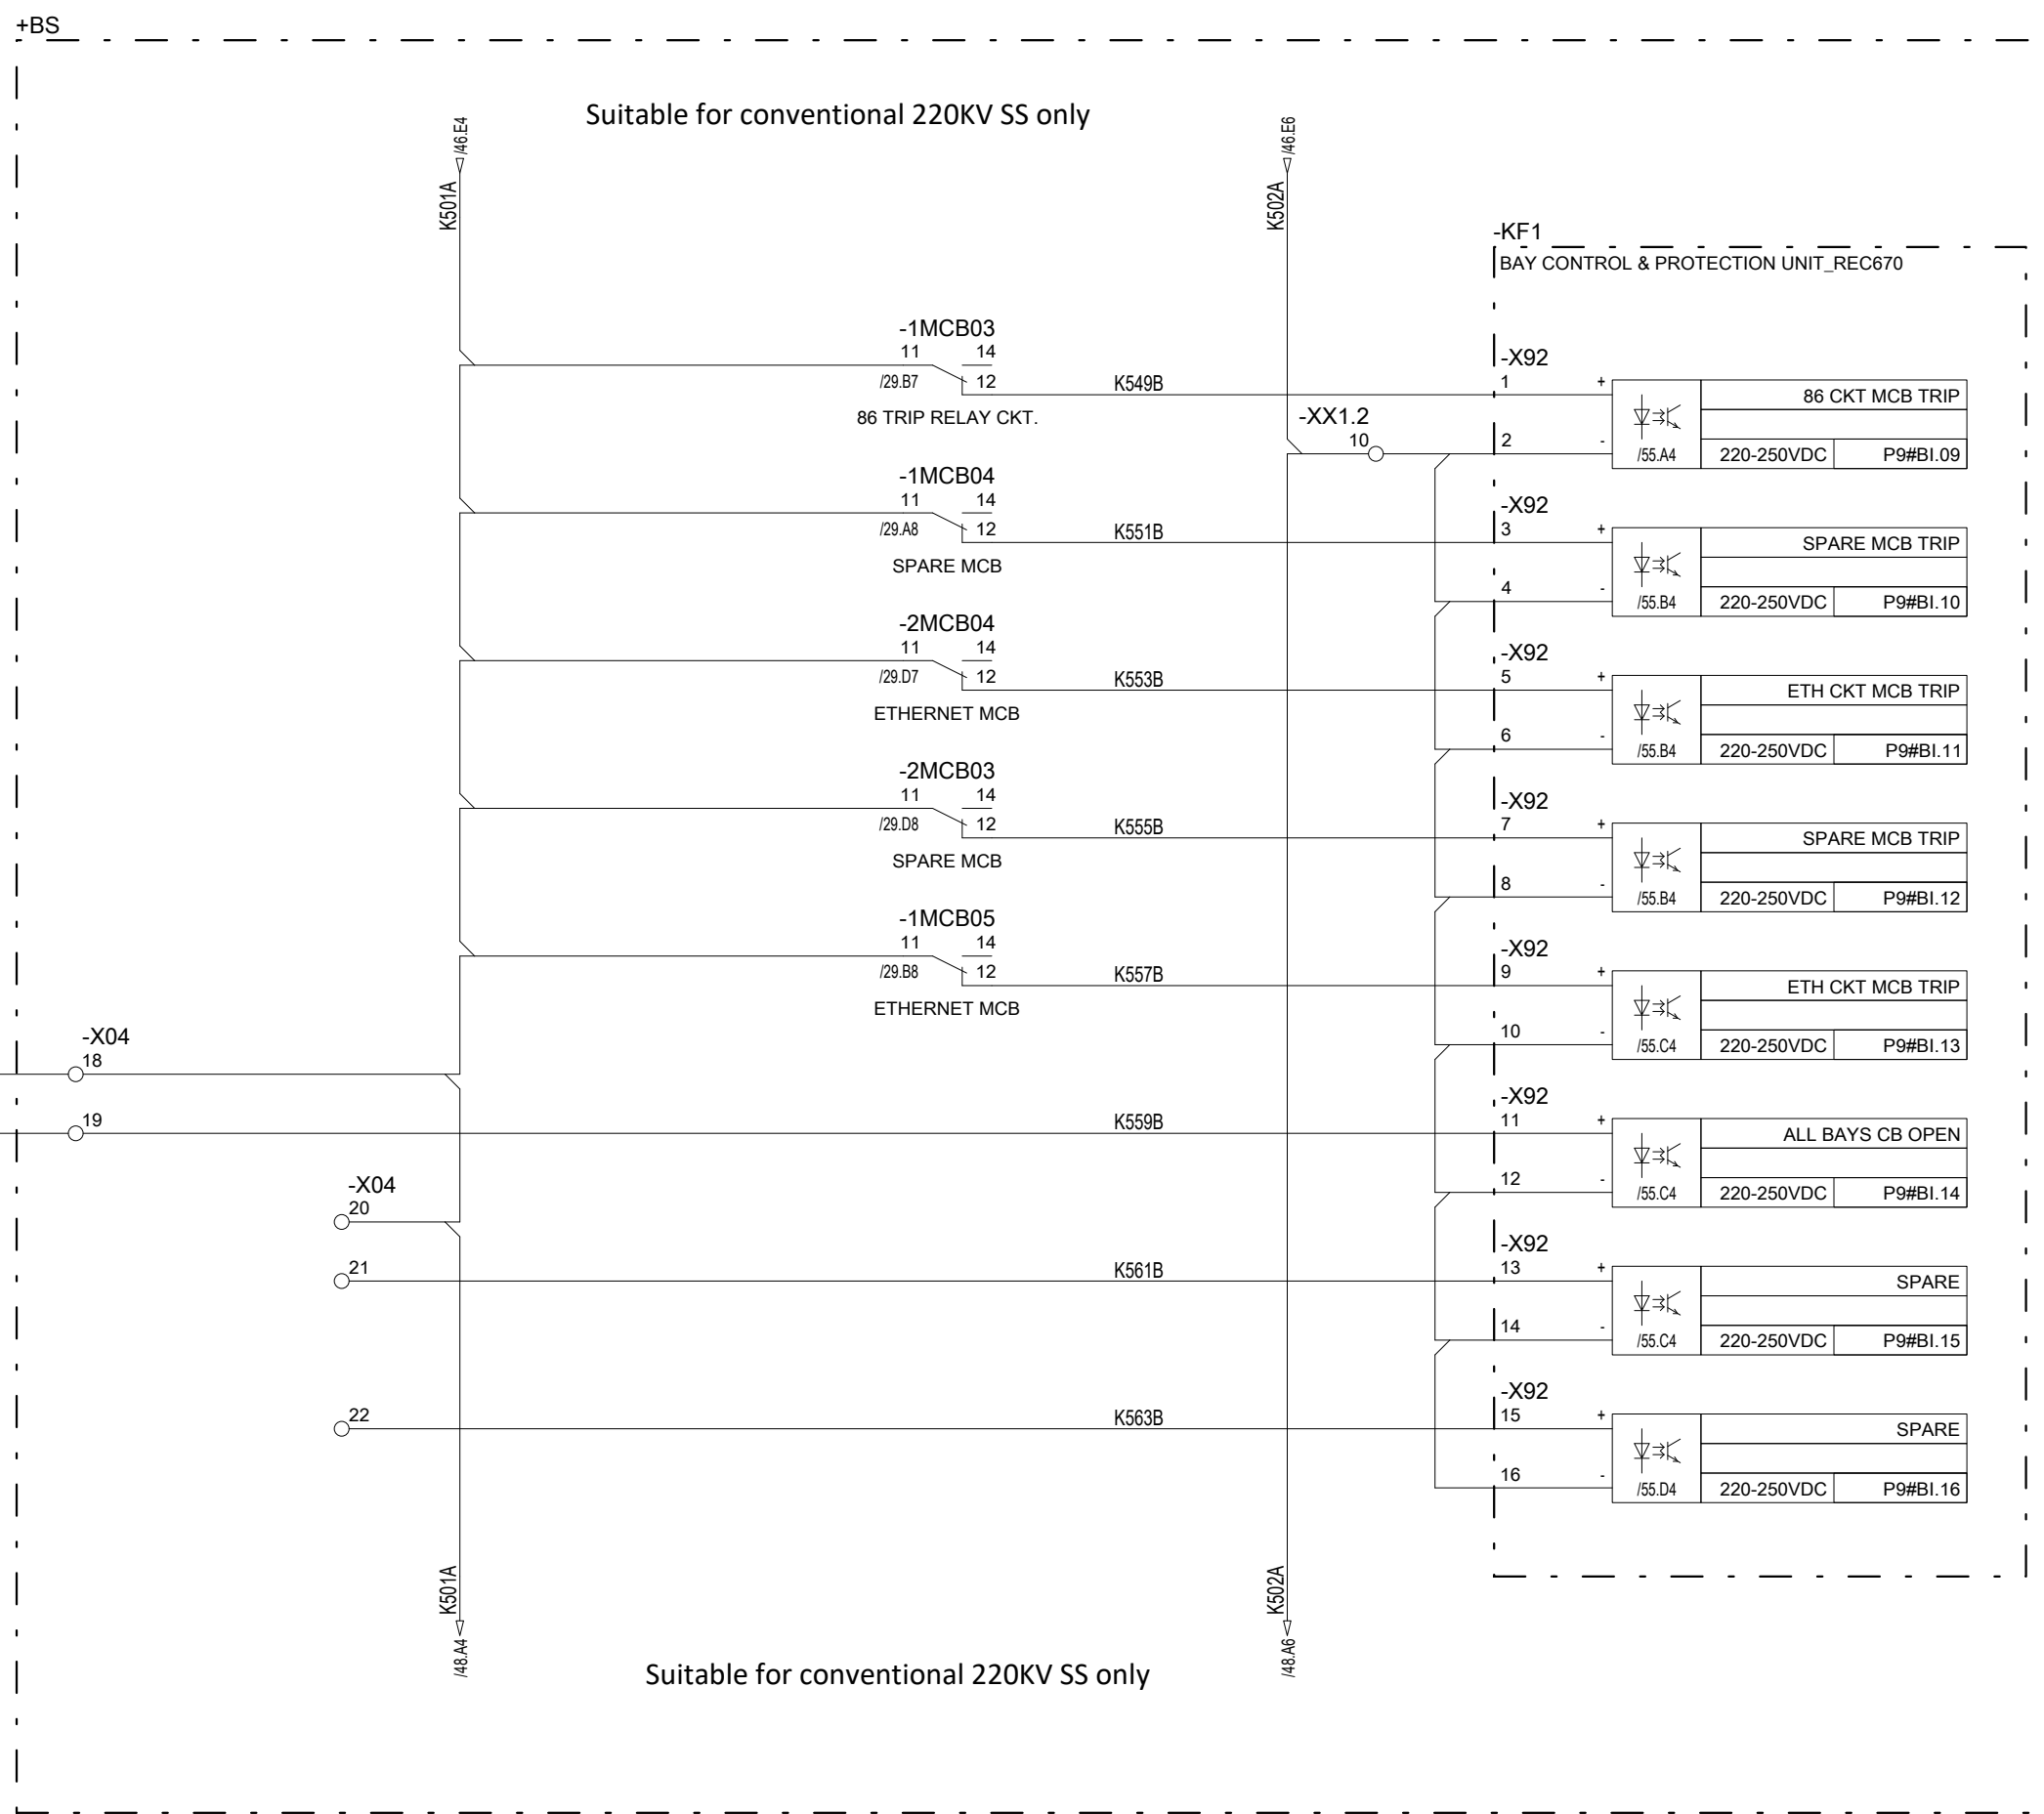 +BS
Suitable for conventional 220KV SS only
/46.E4
/46.E6
K501A
K502A
-KF1
BAY CONTROL & PROTECTION UNIT_REC670
-1MCB03
11 14
/29.B7 12 K549B
86 TRIP RELAY CKT.
-X92
1 + 86 CKT MCB TRIP
-XX1.2
10
2 - /55.A4 220-250VDC P9#BI.09
-1MCB04
11 14
/29.A8 12 K551B
SPARE MCB
-X92
3 + SPARE MCB TRIP
4 - /55.B4 220-250VDC P9#BI.10
-2MCB04
11 14
/29.D7 12 K553B
ETHERNET MCB
-X92
5 + ETH CKT MCB TRIP
6 - /55.B4 220-250VDC P9#BI.11
-2MCB03
11 14
/29.D8 12 K555B
SPARE MCB
-X92
7 + SPARE MCB TRIP
8 - /55.B4 220-250VDC P9#BI.12
-1MCB05
11 14
/29.B8 12 K557B
ETHERNET MCB
-X92
9 + ETH CKT MCB TRIP
10 - /55.C4 220-250VDC P9#BI.13
-X04
18
19 K559B
-X92
11 + ALL BAYS CB OPEN
12 - /55.C4 220-250VDC P9#BI.14
-X04
20
21 K561B
-X92
13 + SPARE
14 - /55.C4 220-250VDC P9#BI.15
22 K563B
-X92
15 + SPARE
16 - /55.D4 220-250VDC P9#BI.16
K501A
K502A
/48.A4
/48.A6
Suitable for conventional 220KV SS only